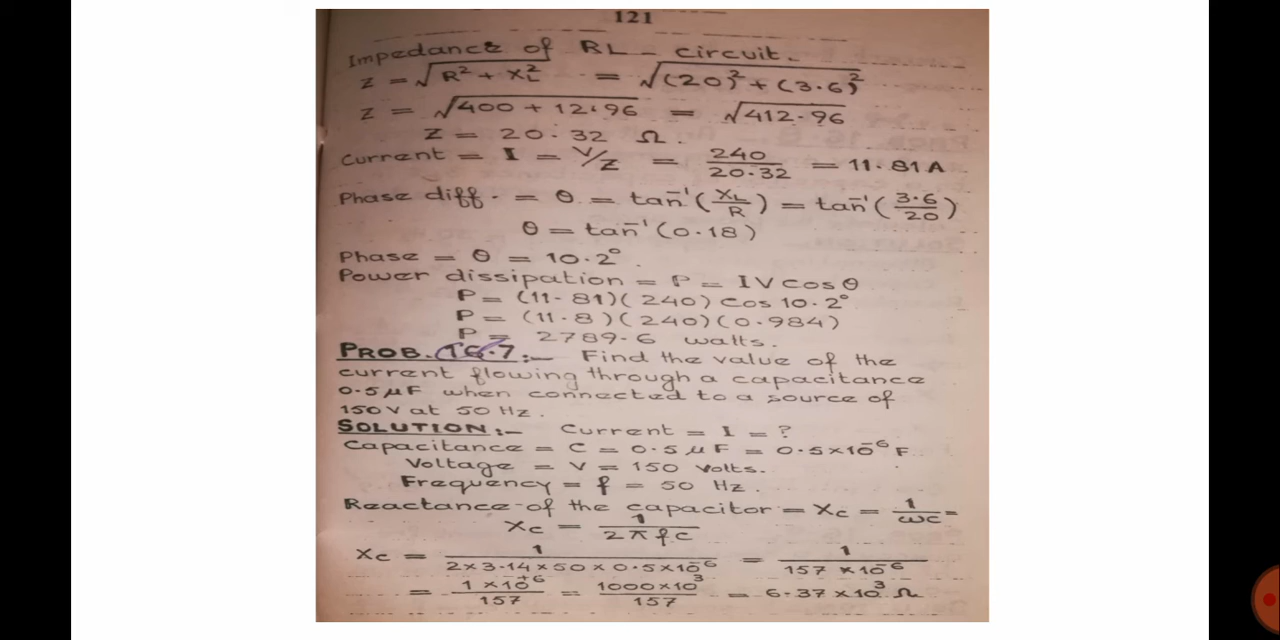 121
Impedance of RL - circuit.
Z = √R² + X_L² = √(20)² + (3.6)²
Z = √400 + 12.96 = √412.96
Z = 20.32 Ω.
Current = I = V/Z = 240/20.32 = 11.81 A
Phase diff. = θ = tan⁻¹(X_L/R) = tan⁻¹(3.6/20)
θ = tan⁻¹(0.18)
Phase = θ = 10.2°.
Power dissipation = P = IV cos θ
P = (11.81)(240) cos 10.2°
P = (11.8)(240)(0.984)
P = 2789.6 watts.
PROB. 16.7:- Find the value of the
current flowing through a capacitance
0.5 μF when connected to a source of
150 V at 50 Hz.
SOLUTION:- Current = I = ?
Capacitance = C = 0.5 μF = 0.5×10⁻⁶ F
Voltage = V = 150 Volts.
Frequency = f = 50 Hz.
Reactance of the capacitor = Xc = 1/ωc =
Xc = 1/2πfc
Xc = 1/2×3.14×50×0.5×10⁻⁶ = 1/157×10⁻⁶
= 1×10⁺⁶/157 = 1000×10³/157 = 6.37×10³ Ω